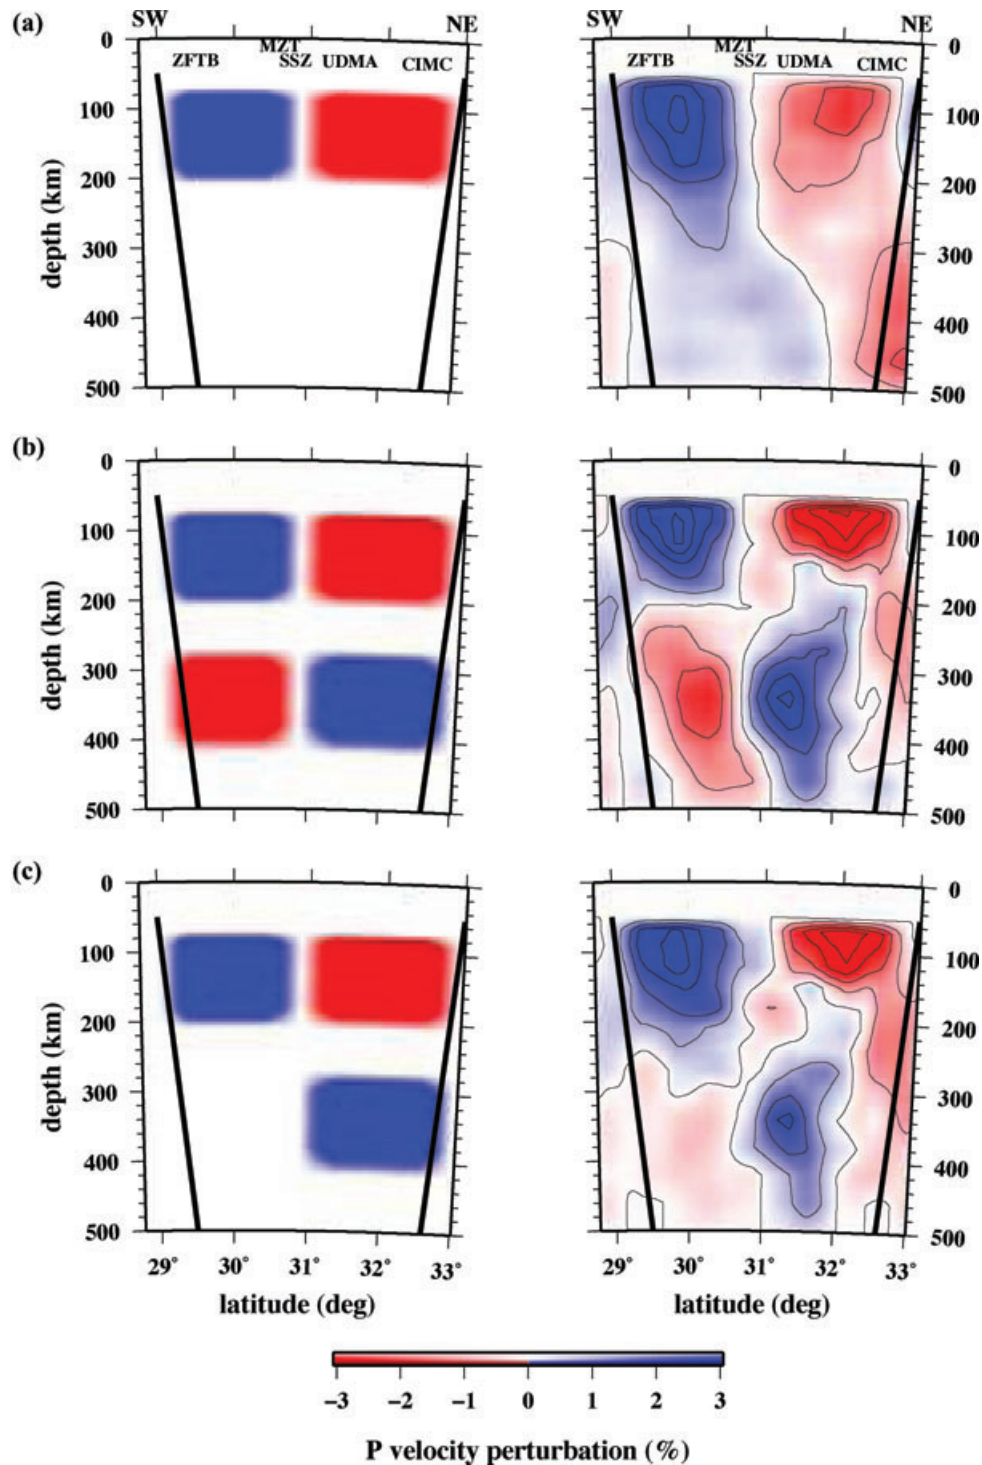 (a)
SW
NE
MZT
ZFTB
SSZ
UDMA
CIMC
MZT
ZFTB
SSZ
UDMA
CIMC
0
100
200
300
400
500
depth (km)
0
100
200
300
400
500
(b)
0
100
200
300
400
500
depth (km)
0
100
200
300
400
500
(c)
0
100
200
300
400
500
depth (km)
0
100
200
300
400
500
29° 30° 31° 32° 33°
latitude (deg)
29° 30° 31° 32° 33°
latitude (deg)
−3 −2 −1 0 1 2 3
P velocity perturbation (%)